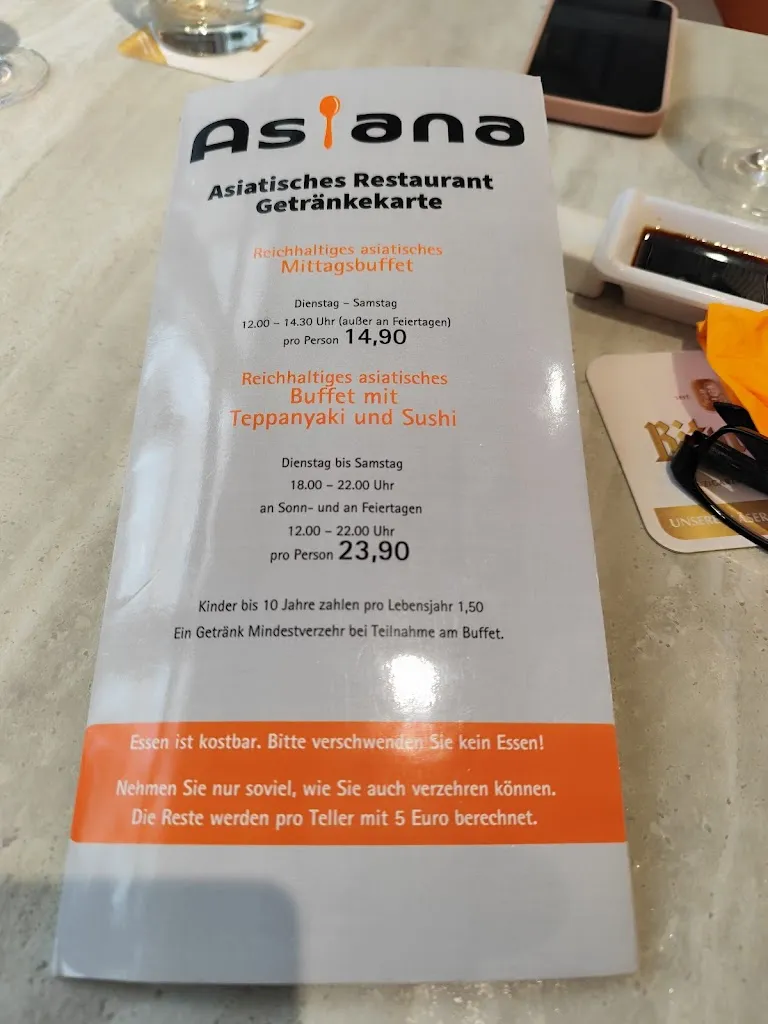 Asiana
Asiatisches Restaurant
Getränkekarte
Reichhaltiges asiatisches
Mittagsbuffet
Dienstag – Samstag
12.00 – 14.30 Uhr (außer an Feiertagen)
pro Person 14,90
Reichhaltiges asiatisches
Buffet mit
Teppanyaki und Sushi
Dienstag bis Samstag
18.00 – 22.00 Uhr
an Sonn- und an Feiertagen
12.00 – 22.00 Uhr
pro Person 23,90
Kinder bis 10 Jahre zahlen pro Lebensjahr 1,50
Ein Getränk Mindestverzehr bei Teilnahme am Buffet.
Essen ist kostbar. Bitte verschwenden Sie kein Essen!
Nehmen Sie nur soviel, wie Sie auch verzehren können.
Die Reste werden pro Teller mit 5 Euro berechnet.